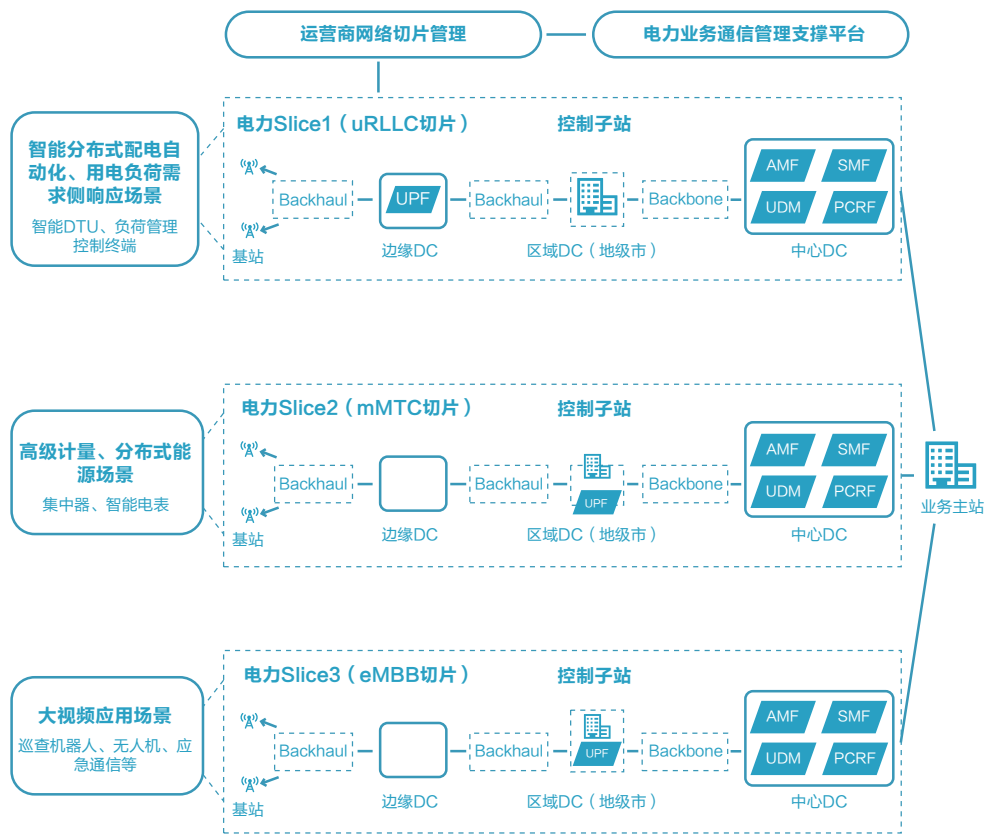 运营商网络切片管理
电力业务通信管理支撑平台
智能分布式配电自
动化、用电负荷需
求侧响应场景
智能DTU、负荷管理
控制终端
电力Slice1（uRLLC切片）
控制子站
基站
Backhaul
UPF
边缘DC
Backhaul
区域DC（地级市）
Backbone
AMF
SMF
UDM
PCRF
中心DC
高级计量、分布式能
源场景
集中器、智能电表
电力Slice2（mMTC切片）
控制子站
基站
Backhaul
边缘DC
Backhaul
UPF
区域DC（地级市）
Backbone
AMF
SMF
UDM
PCRF
中心DC
业务主站
大视频应用场景
巡查机器人、无人机、应
急通信等
电力Slice3（eMBB切片）
控制子站
基站
Backhaul
边缘DC
Backhaul
UPF
区域DC（地级市）
Backbone
AMF
SMF
UDM
PCRF
中心DC